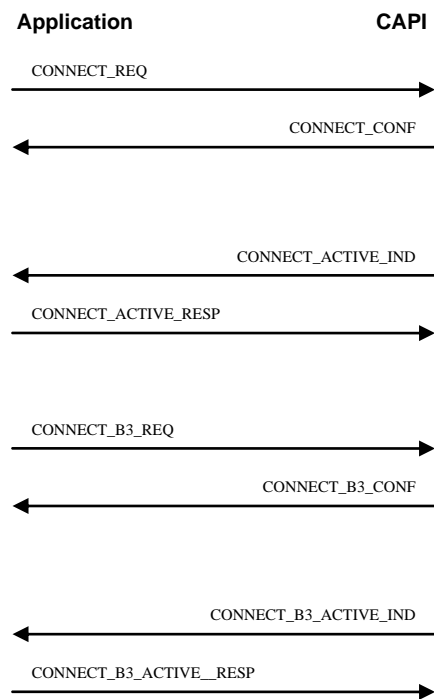 Application CAPI
CONNECT_REQ
CONNECT_CONF
CONNECT_ACTIVE_IND
CONNECT_ACTIVE_RESP
CONNECT_B3_REQ
CONNECT_B3_CONF
CONNECT_B3_ACTIVE_IND
CONNECT_B3_ACTIVE__RESP